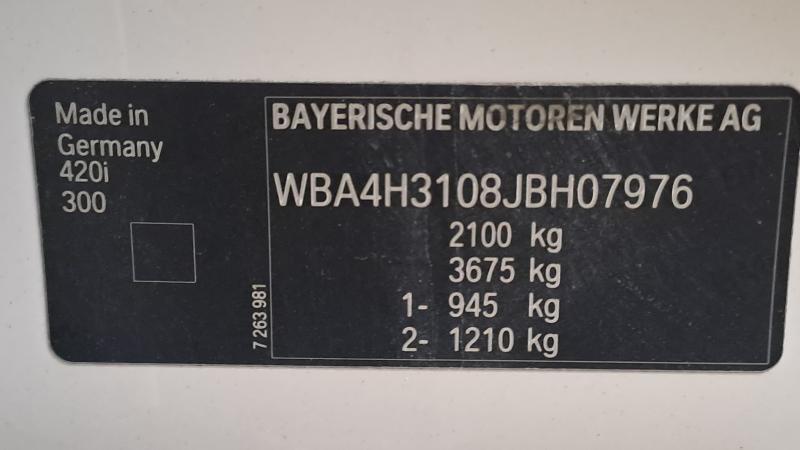 Made in
Germany
420i
300
7 263 981
BAYERISCHE MOTOREN WERKE AG
WBA4H3108JBH07976
2100 kg
3675 kg
1- 945 kg
2- 1210 kg